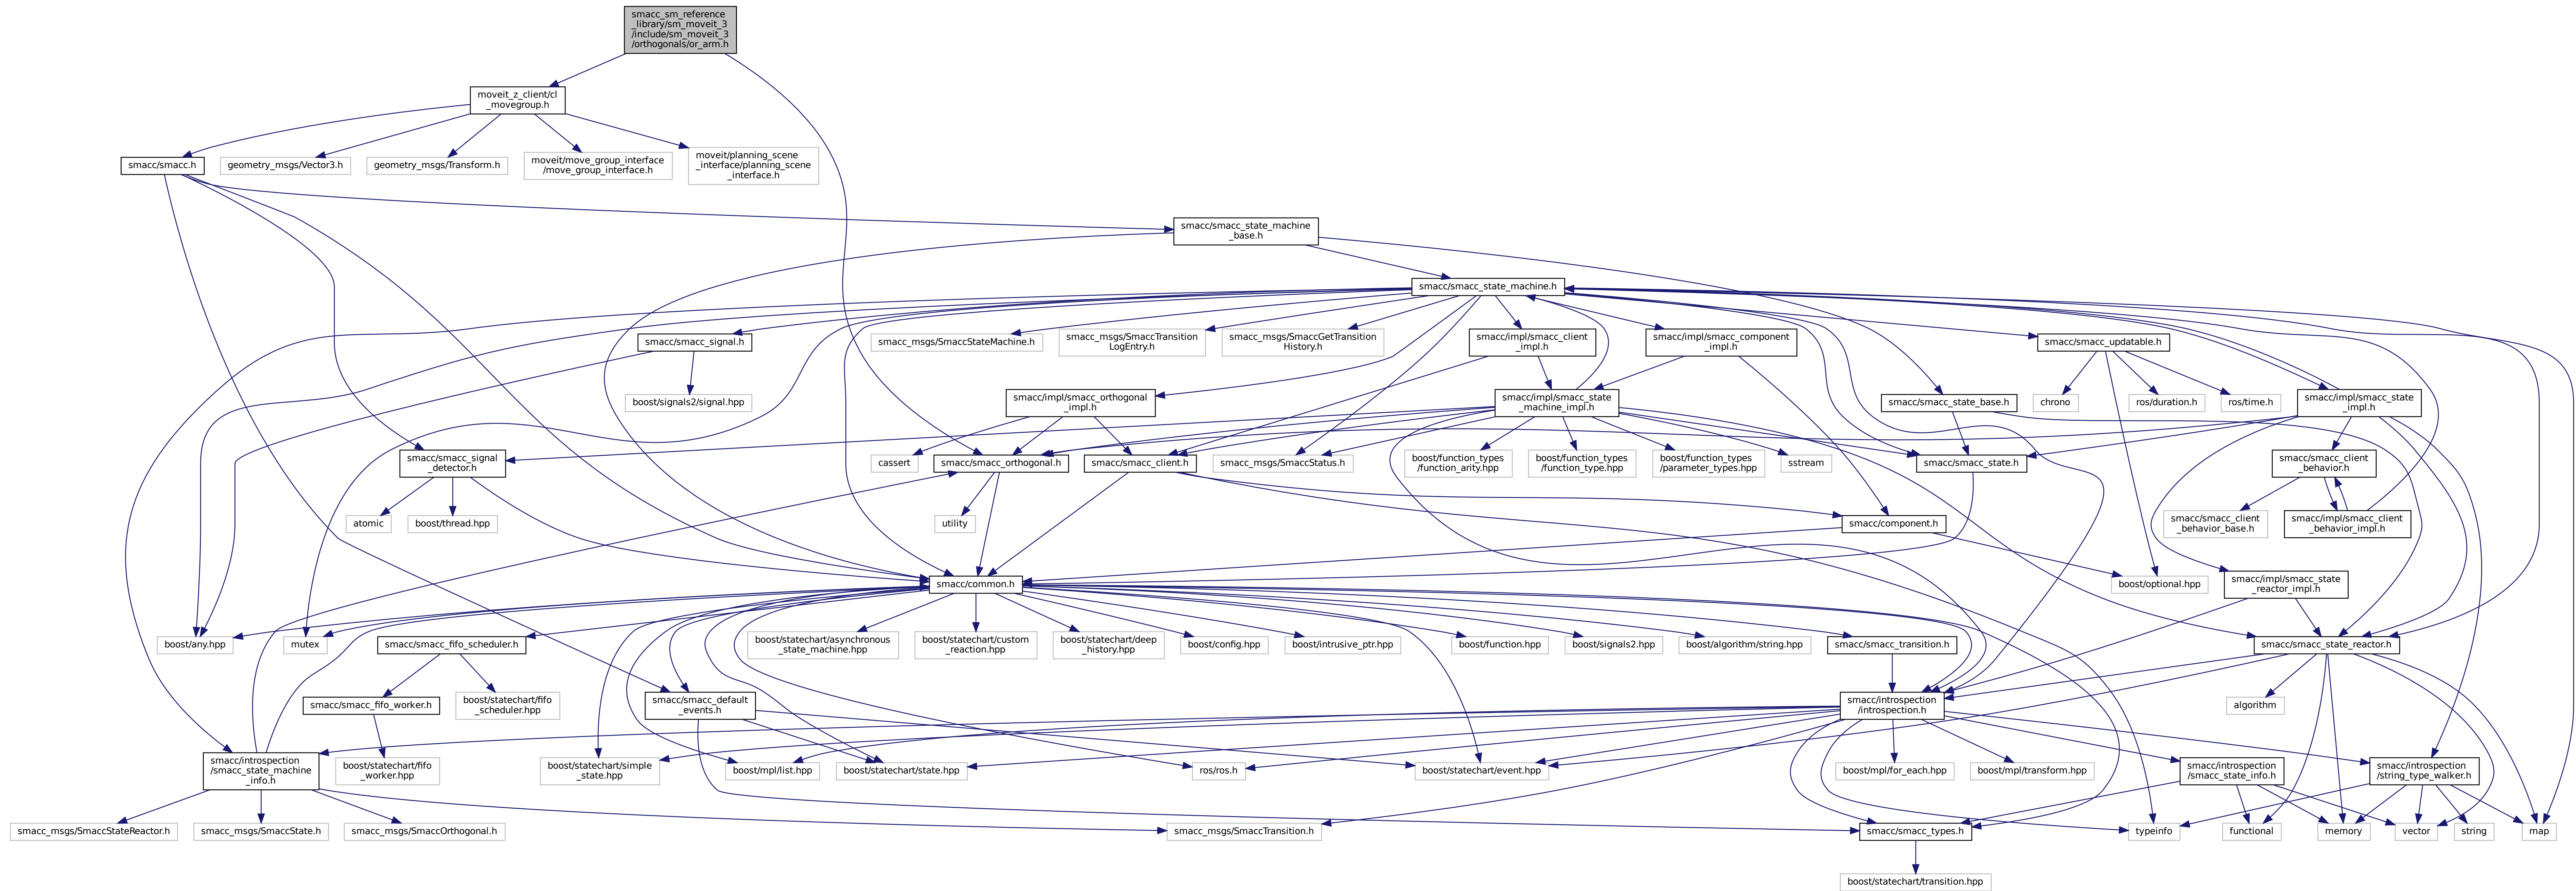 smacc_sm_reference
_library/sm_moveit_3
/include/sm_moveit_3
/orthogonals/or_arm.h
moveit_z_client/cl
_movegroup.h
smacc/smacc.h
geometry_msgs/Vector3.h
geometry_msgs/Transform.h
moveit/move_group_interface
/move_group_interface.h
moveit/planning_scene
_interface/planning_scene
_interface.h
smacc/smacc_state_machine
_base.h
smacc/smacc_state_machine.h
smacc/smacc_signal.h
smacc_msgs/SmaccStateMachine.h
smacc_msgs/SmaccTransition
LogEntry.h
smacc_msgs/SmaccGetTransition
History.h
smacc/impl/smacc_client
_impl.h
smacc/impl/smacc_component
_impl.h
smacc/smacc_updatable.h
boost/signals2/signal.hpp
smacc/impl/smacc_orthogonal
_impl.h
smacc/impl/smacc_state
_machine_impl.h
smacc/smacc_state_base.h
chrono
ros/duration.h
ros/time.h
smacc/impl/smacc_state
_impl.h
smacc/smacc_signal
_detector.h
cassert
smacc/smacc_orthogonal.h
smacc/smacc_client.h
smacc_msgs/SmaccStatus.h
boost/function_types
/function_arity.hpp
boost/function_types
/function_type.hpp
boost/function_types
/parameter_types.hpp
sstream
smacc/smacc_state.h
smacc/smacc_client
_behavior.h
atomic
boost/thread.hpp
utility
smacc/component.h
smacc/smacc_client
_behavior_base.h
smacc/impl/smacc_client
_behavior_impl.h
smacc/common.h
boost/optional.hpp
smacc/impl/smacc_state
_reactor_impl.h
boost/any.hpp
mutex
smacc/smacc_fifo_scheduler.h
boost/statechart/asynchronous
_state_machine.hpp
boost/statechart/custom
_reaction.hpp
boost/statechart/deep
_history.hpp
boost/config.hpp
boost/intrusive_ptr.hpp
boost/function.hpp
boost/signals2.hpp
boost/algorithm/string.hpp
smacc/smacc_transition.h
smacc/smacc_state_reactor.h
smacc/smacc_fifo_worker.h
boost/statechart/fifo
_scheduler.hpp
smacc/smacc_default
_events.h
smacc/introspection
/introspection.h
algorithm
smacc/introspection
/smacc_state_machine
_info.h
boost/statechart/fifo
_worker.hpp
boost/statechart/simple
_state.hpp
boost/mpl/list.hpp
boost/statechart/state.hpp
ros/ros.h
boost/statechart/event.hpp
boost/mpl/for_each.hpp
boost/mpl/transform.hpp
smacc/introspection
/smacc_state_info.h
smacc/introspection
/string_type_walker.h
smacc_msgs/SmaccStateReactor.h
smacc_msgs/SmaccState.h
smacc_msgs/SmaccOrthogonal.h
smacc_msgs/SmaccTransition.h
smacc/smacc_types.h
typeinfo
functional
memory
vector
string
map
boost/statechart/transition.hpp